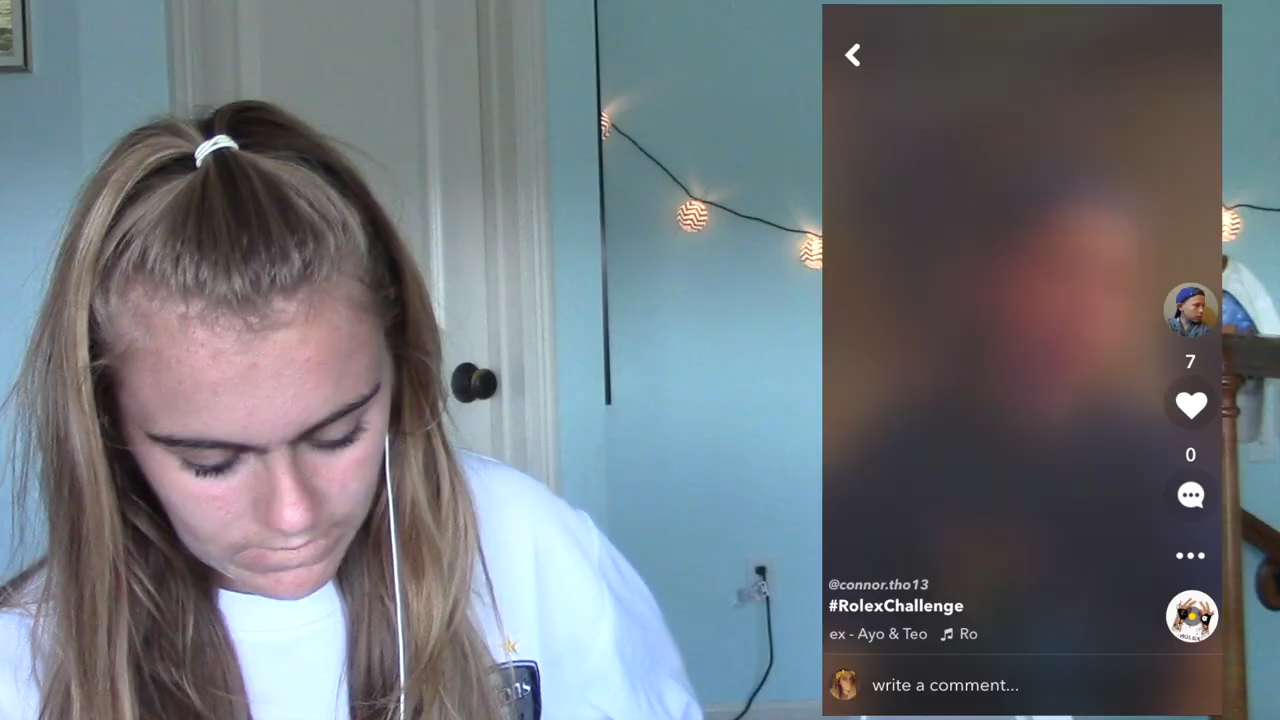 7
0
@connor.tho13
#RolexChallenge
ex - Ayo & Teo Ro
write a comment...